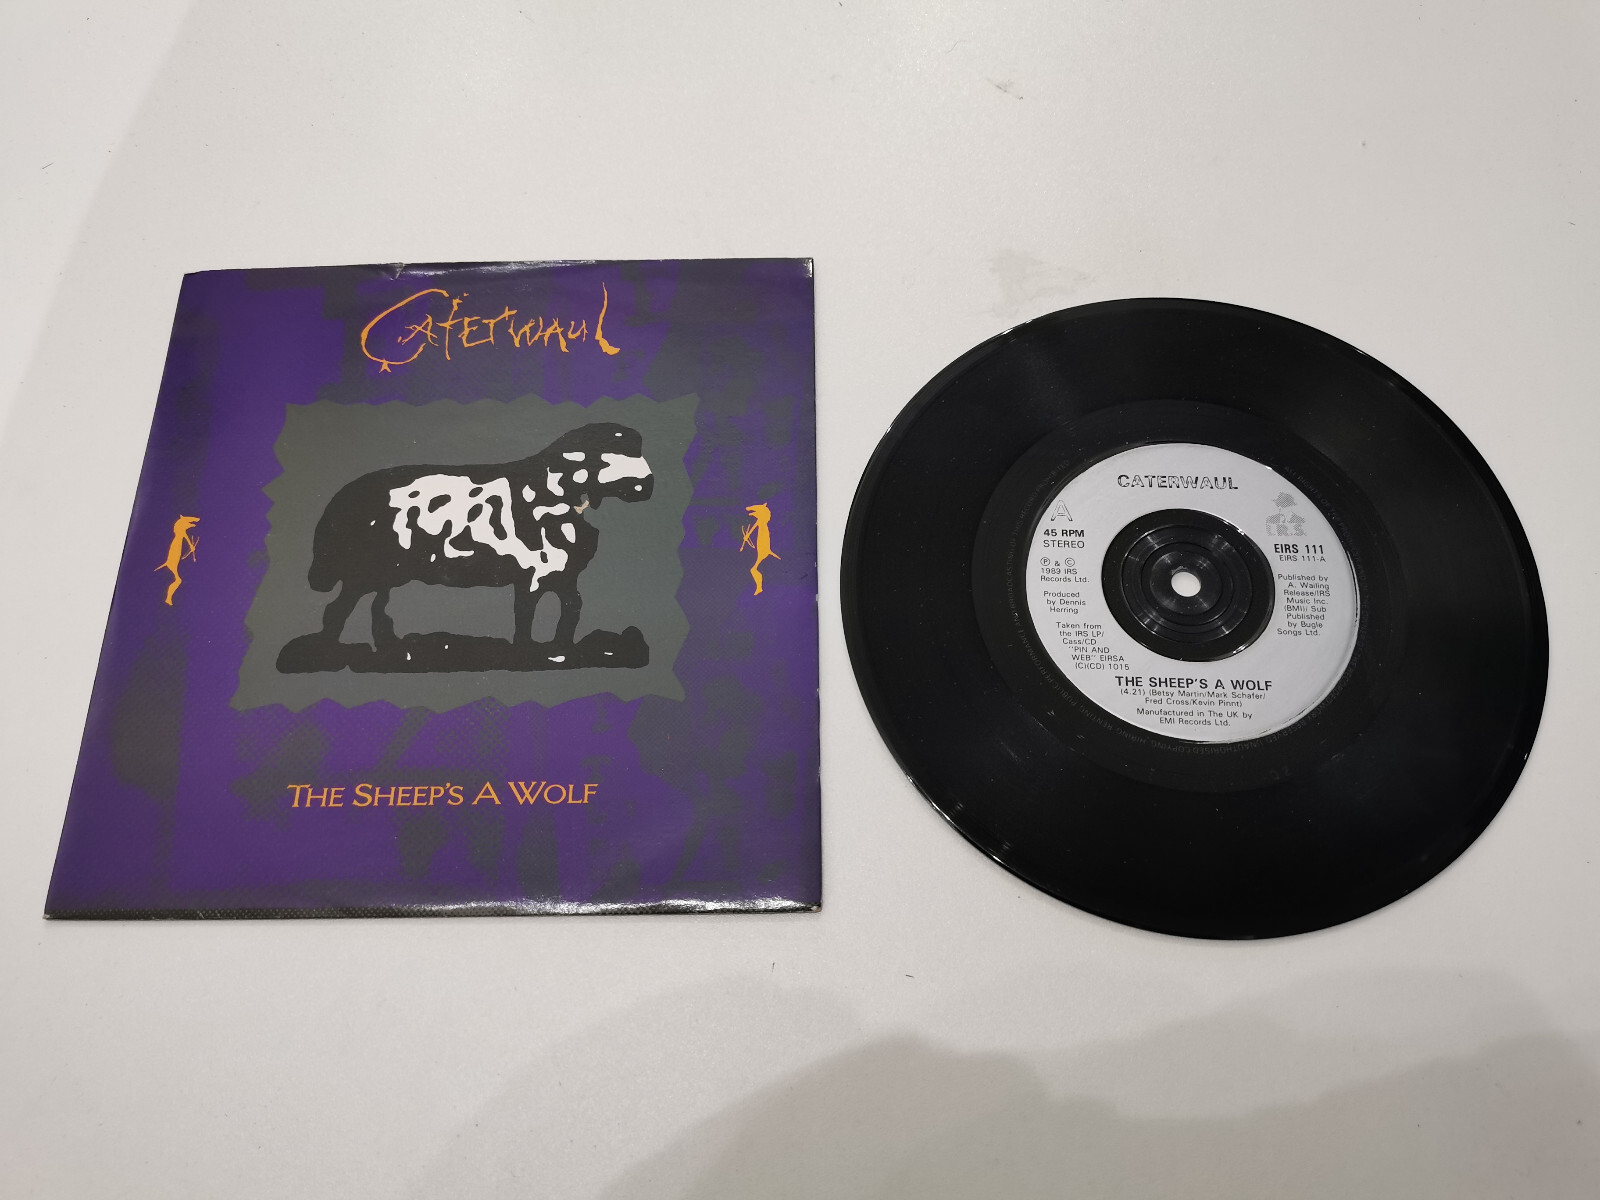 Caterwaul
THE SHEEP'S A WOLF
CATERWAUL
A
I.R.S.
45 RPM
STEREO
EIRS 111
EIRS 111-A
℗ & ©
1989 IRS
Records Ltd.
Produced
by Dennis
Herring
Taken from
the IRS LP/
Cass/CD
"PIN AND
WEB" EIRSA
(C)(CD) 1015
Published by
A. Wailing
Release/IRS
Music Inc.
(BMI)/ Sub
Published
by Bugle
Songs Ltd.
THE SHEEP'S A WOLF
(4.21) (Betsy Martin/Mark Schafer/
Fred Cross/Kevin Pinnt)
Manufactured in The UK by
EMI Records Ltd.